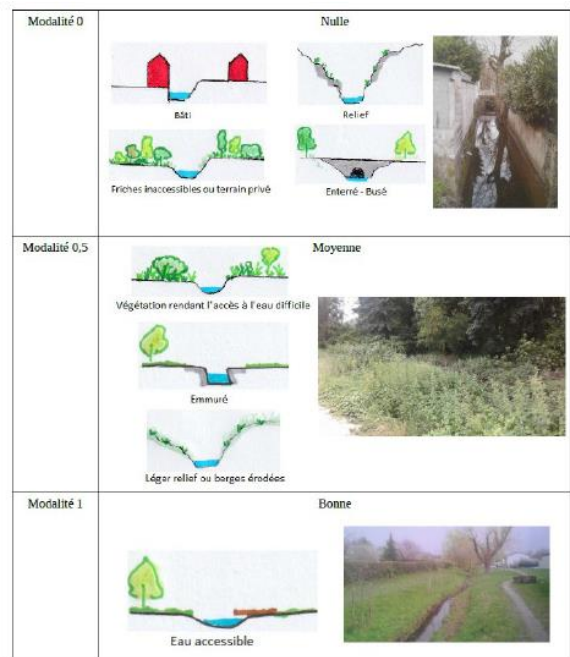 Modalité 0
Nulle
Bâti
Relief
Friches inaccessibles ou terrain privé
Enterré - Busé
Modalité 0,5
Moyenne
Végétation rendant l'accès à l'eau difficile
Emmuré
Léger relief ou berges érodées
Modalité 1
Bonne
Eau accessible